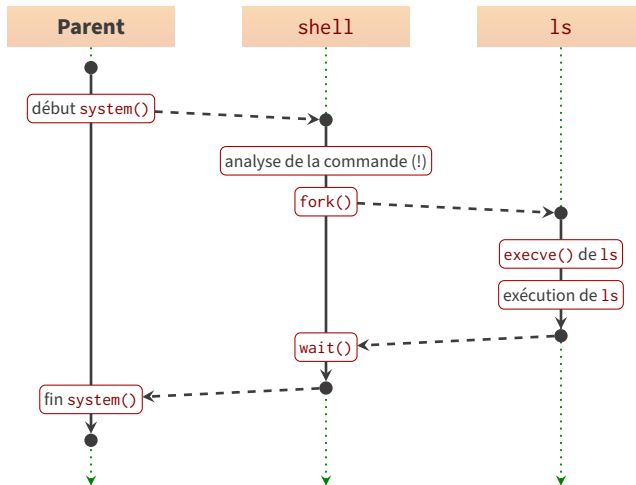 Parent
shell
ls
début system()
analyse de la commande (!)
fork()
execve() de ls
exécution de ls
wait()
fin system()